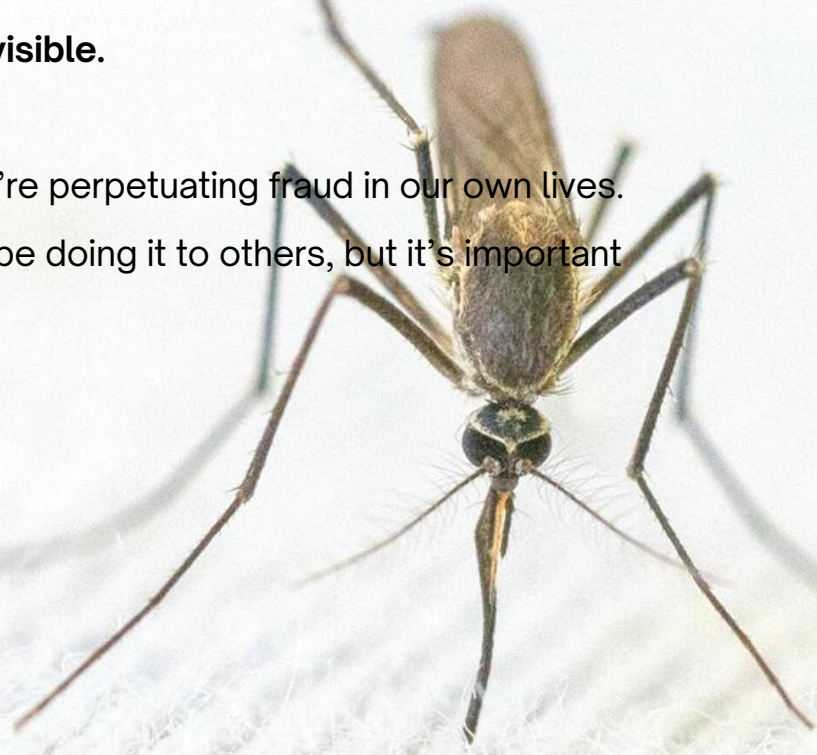 visible.
’re perpetuating fraud in our own lives.
be doing it to others, but it’s important